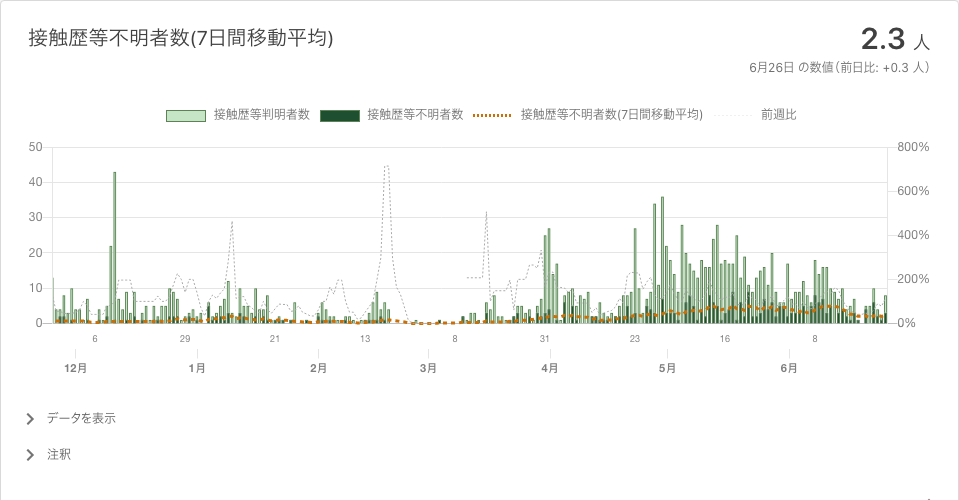 接触歴等不明者数(7日間移動平均)
2.3 人
6月26日 の数値（前日比: +0.3 人）
接触歴等判明者数 接触歴等不明者数 接触歴等不明者数(7日間移動平均) 前週比
50 800%
40 600%
30
20 400%
10 200%
0 0%
6 29 21 13 8 31 23 16 8
12月 1月 2月 3月 4月 5月 6月
データを表示
注釈